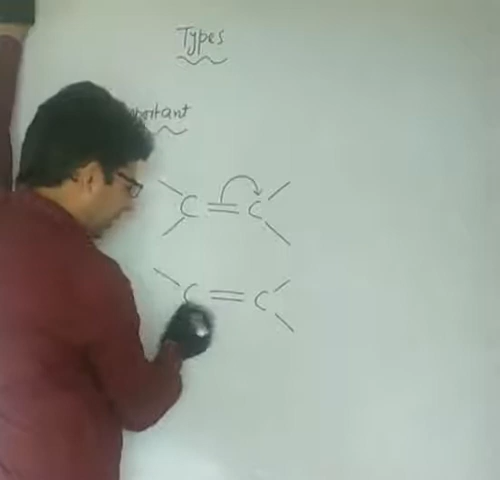 Types
C = C
C = C